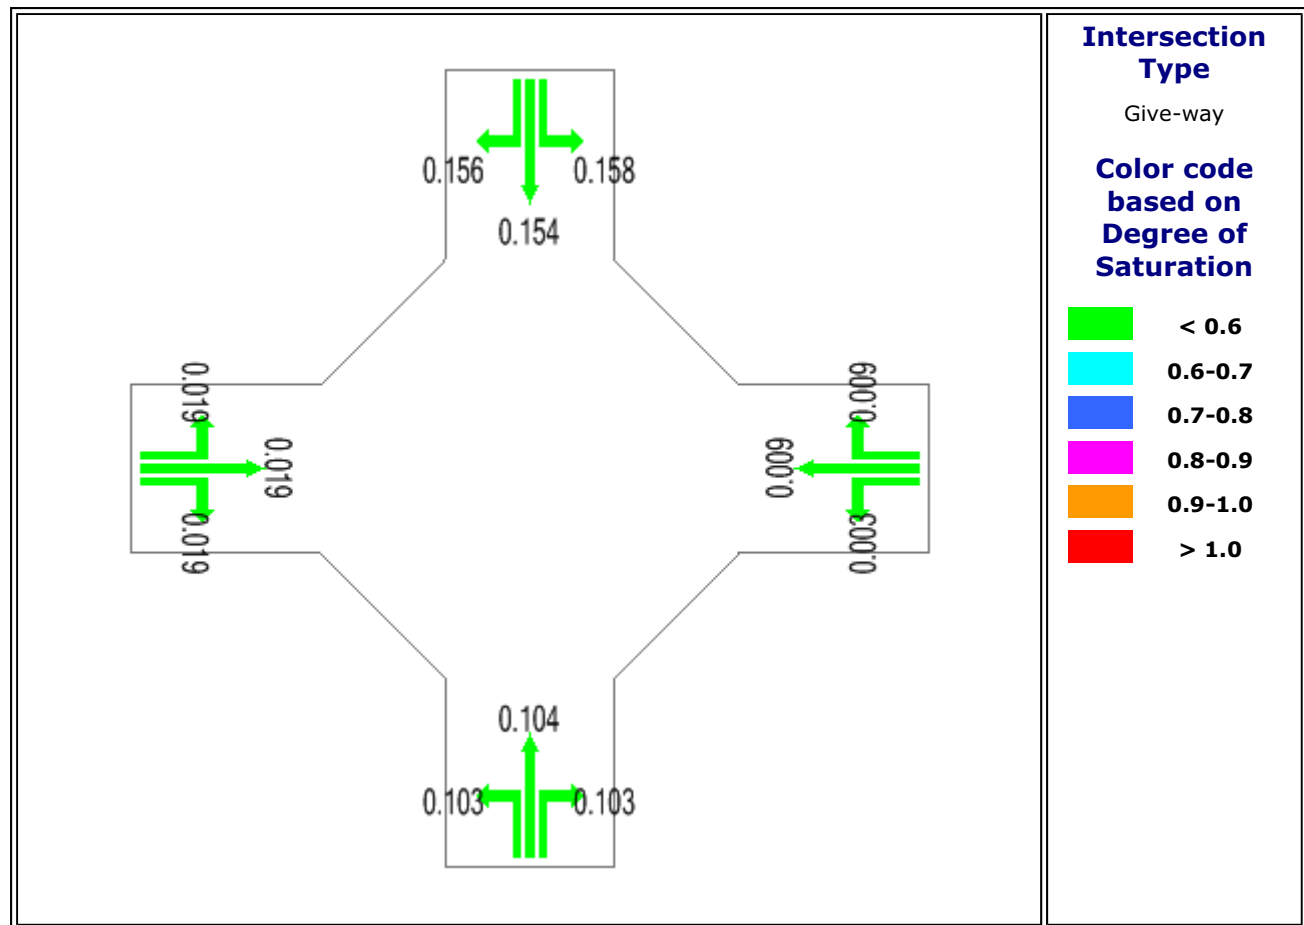 0.156
0.158
0.154
0.019
0.019
0.019
0.009
0.009
0.003
0.104
0.103
0.103
Intersection
Type
Give-way
Color code
based on
Degree of
Saturation
< 0.6
0.6-0.7
0.7-0.8
0.8-0.9
0.9-1.0
> 1.0